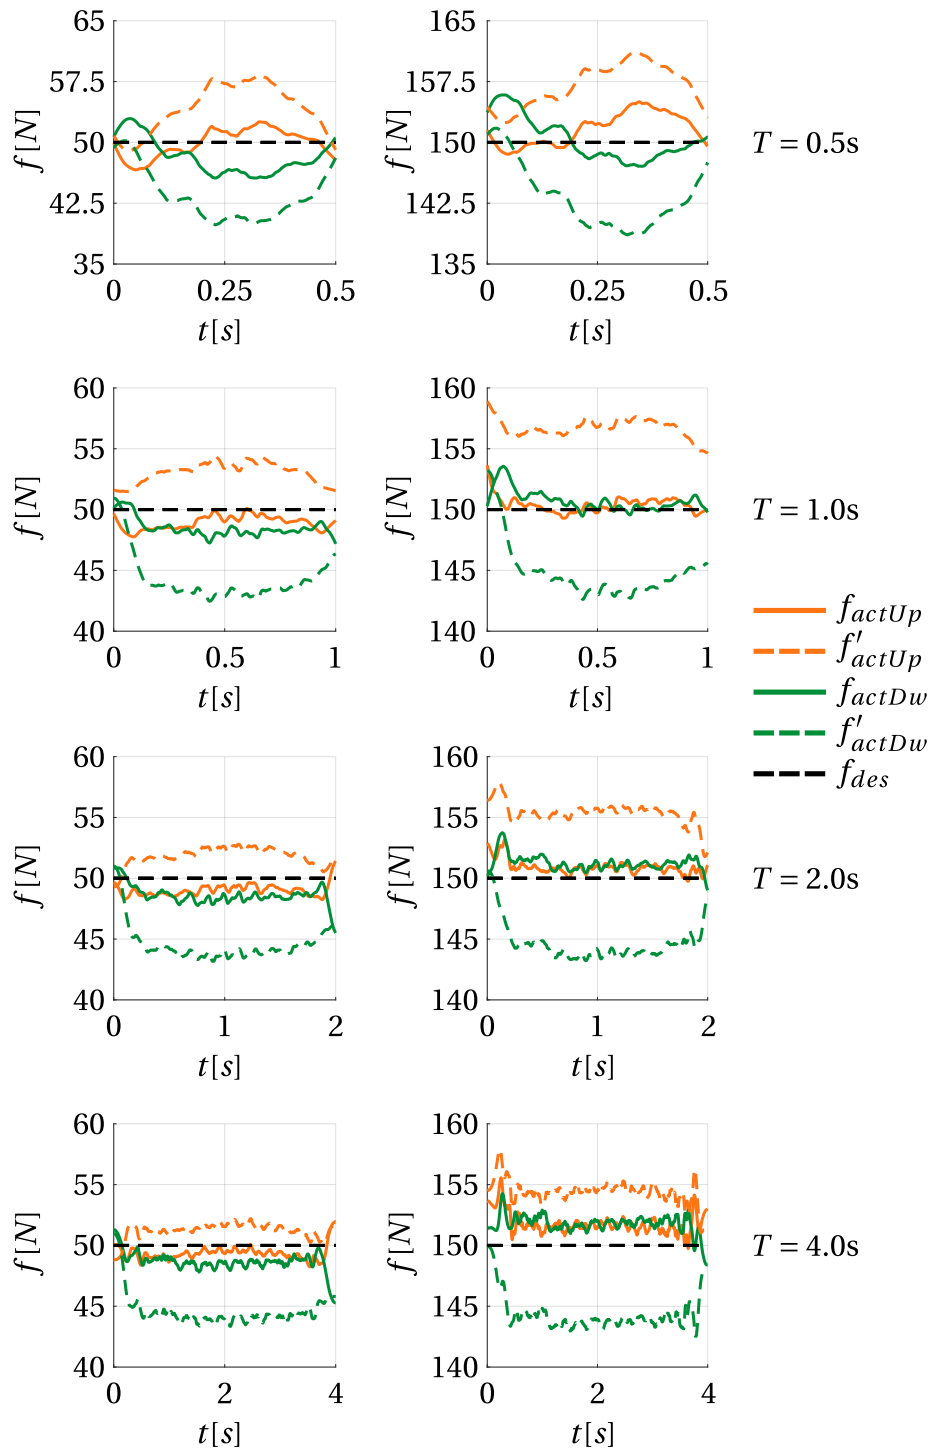 65
57.5
50
42.5
35
f [N]
0 0.25 0.5
t[s]
165
157.5
150
142.5
135
f [N]
0 0.25 0.5
t[s]
T = 0.5s
60
55
50
45
40
f [N]
0 0.5 1
t[s]
160
155
150
145
140
f [N]
0 0.5 1
t[s]
T = 1.0s
f_actUp
f'_actUp
f_actDw
f'_actDw
f_des
60
55
50
45
40
f [N]
0 1 2
t[s]
160
155
150
145
140
f [N]
0 1 2
t[s]
T = 2.0s
60
55
50
45
40
f [N]
0 2 4
t[s]
160
155
150
145
140
f [N]
0 2 4
t[s]
T = 4.0s